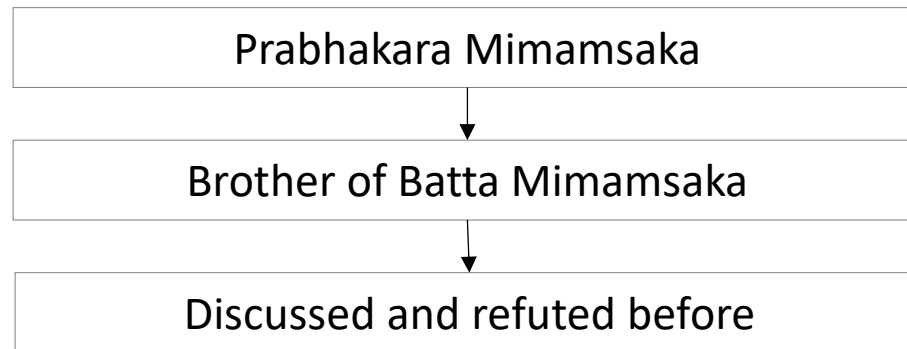 Prabhakara Mimamsaka
Brother of Batta Mimamsaka
Discussed and refuted before